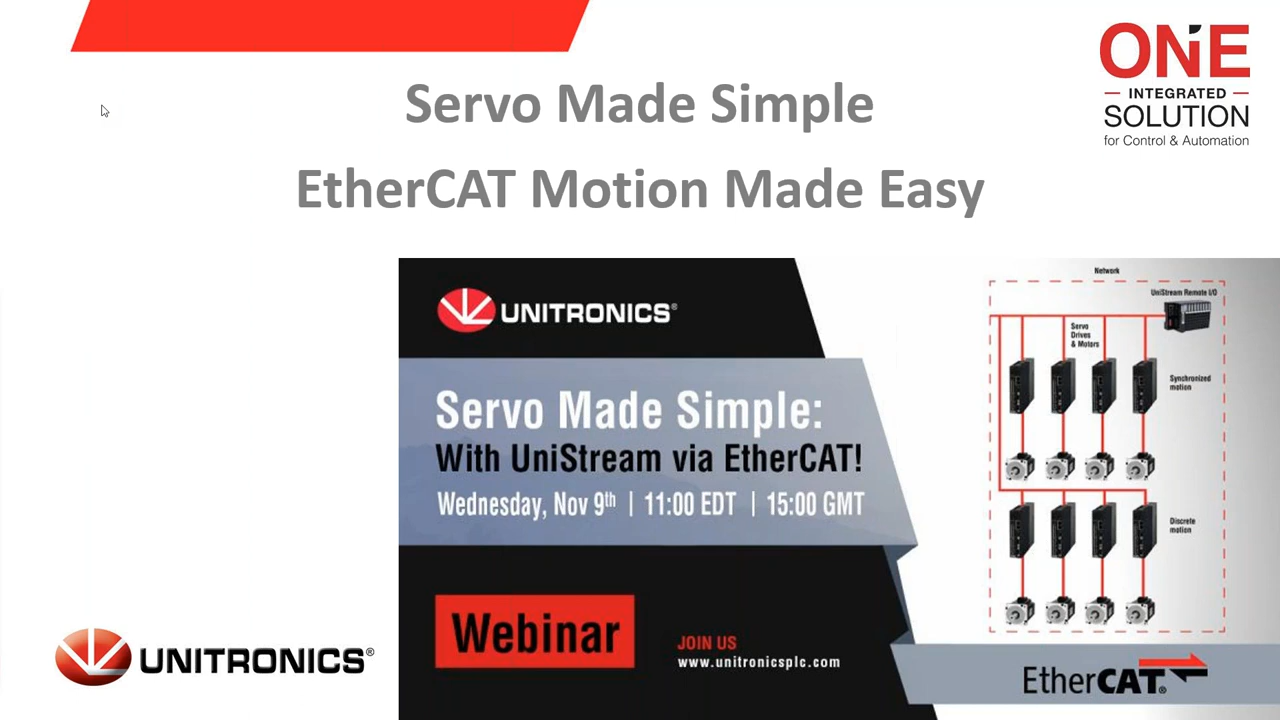 ONE
INTEGRATED
SOLUTION
for Control & Automation
Servo Made Simple
EtherCAT Motion Made Easy
UNITRONICS®
Servo Made Simple:
With UniStream via EtherCAT!
Wednesday, Nov 9th | 11:00 EDT | 15:00 GMT
Webinar
JOIN US
www.unitronicsplc.com
Network
UniStream Remote I/O
Servo
Drives
& Motors
Synchronized
motion
Discrete
motion
EtherCAT®
UNITRONICS®